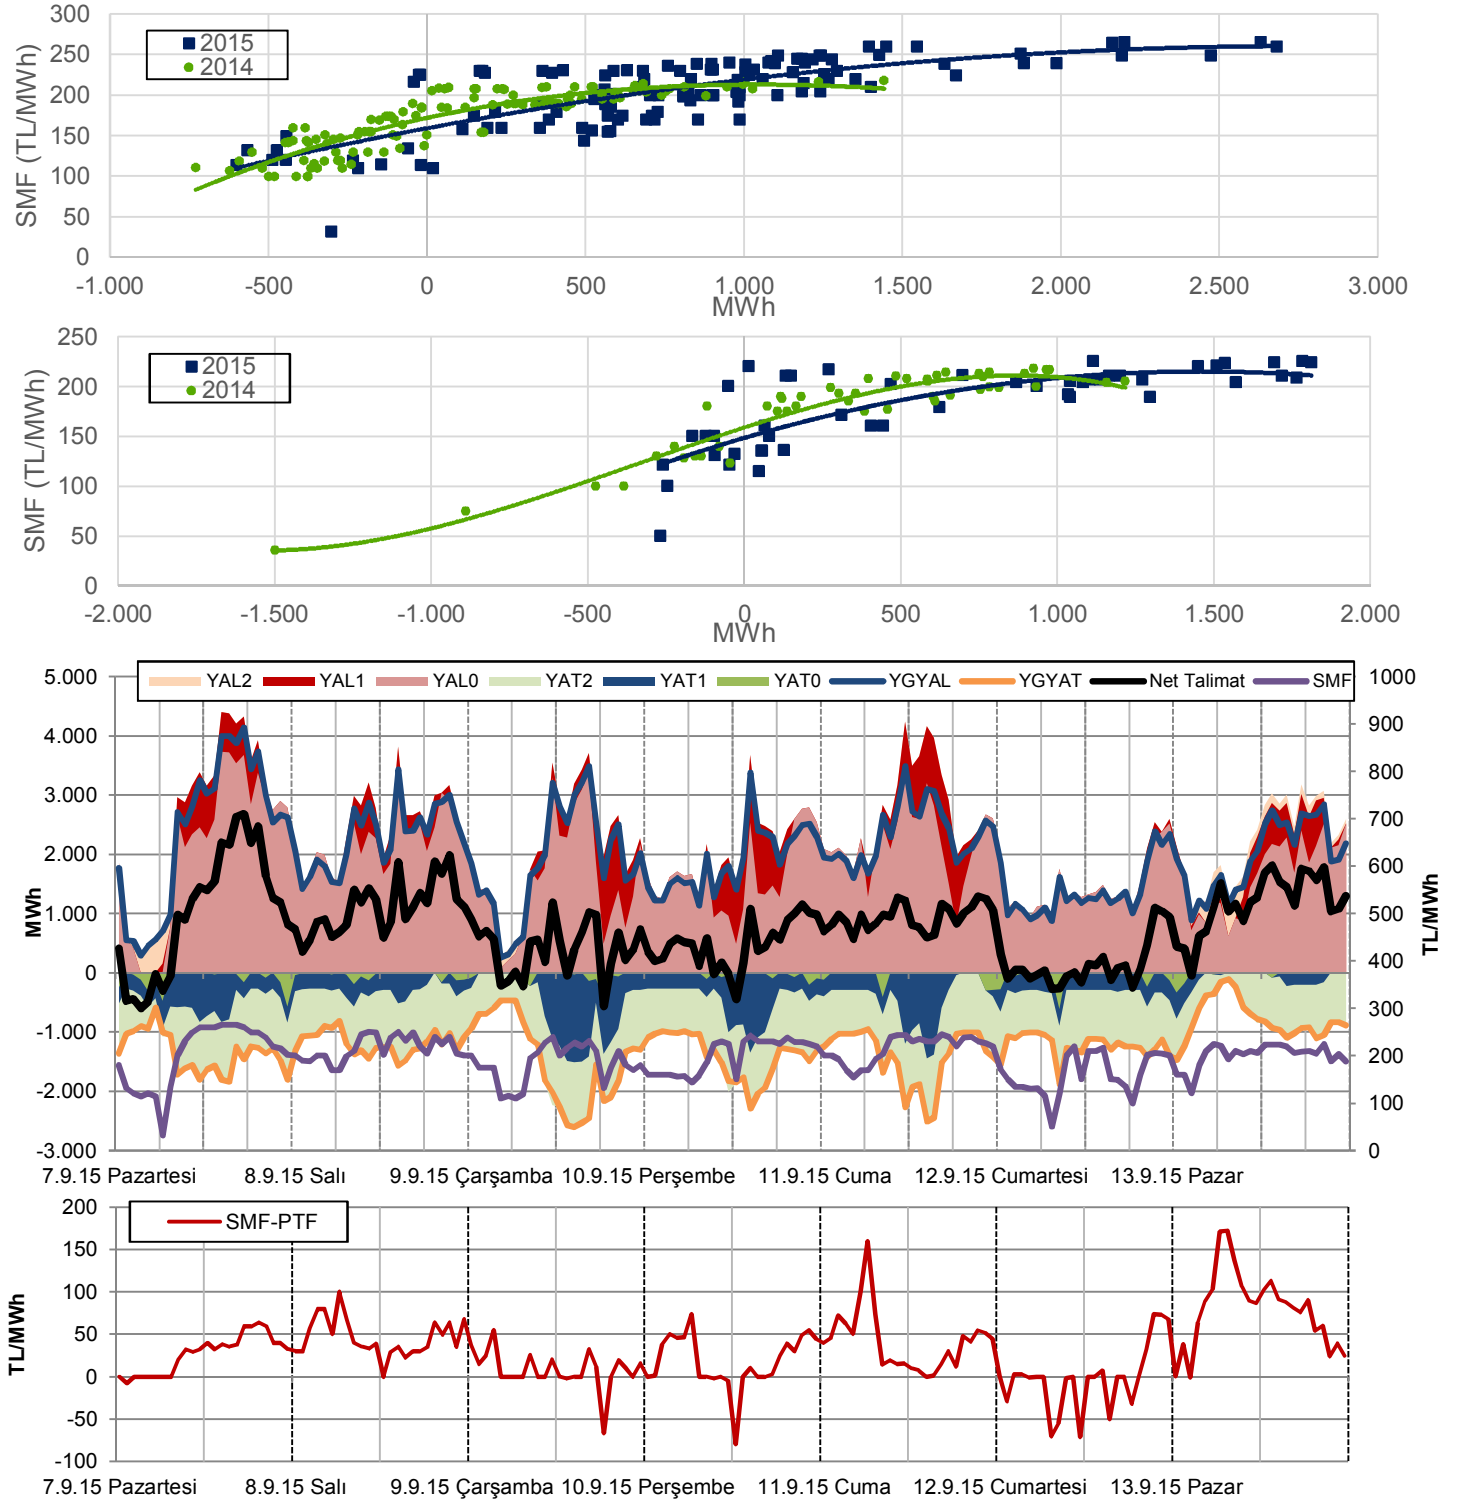 300
250
200
150
100
50
0
SMF (TL/MWh)
2015
2014
-1.000
-500
0
500
1.000
1.500
2.000
2.500
3.000
MWh
250
200
150
100
50
0
SMF (TL/MWh)
2015
2014
-2.000
-1.500
-1.000
-500
0
500
1.000
1.500
2.000
MWh
YAL2 YAL1 YAL0 YAT2 YAT1 YAT0 YGYAL YGYAT Net Talimat SMF
5.000
4.000
3.000
2.000
1.000
0
-1.000
-2.000
-3.000
MWh
1000
900
800
700
600
500
400
300
200
100
0
TL/MWh
7.9.15 Pazartesi
8.9.15 Salı
9.9.15 Çarşamba
10.9.15 Perşembe
11.9.15 Cuma
12.9.15 Cumartesi
13.9.15 Pazar
SMF-PTF
200
150
100
50
0
-50
-100
TL/MWh
7.9.15 Pazartesi
8.9.15 Salı
9.9.15 Çarşamba
10.9.15 Perşembe
11.9.15 Cuma
12.9.15 Cumartesi
13.9.15 Pazar